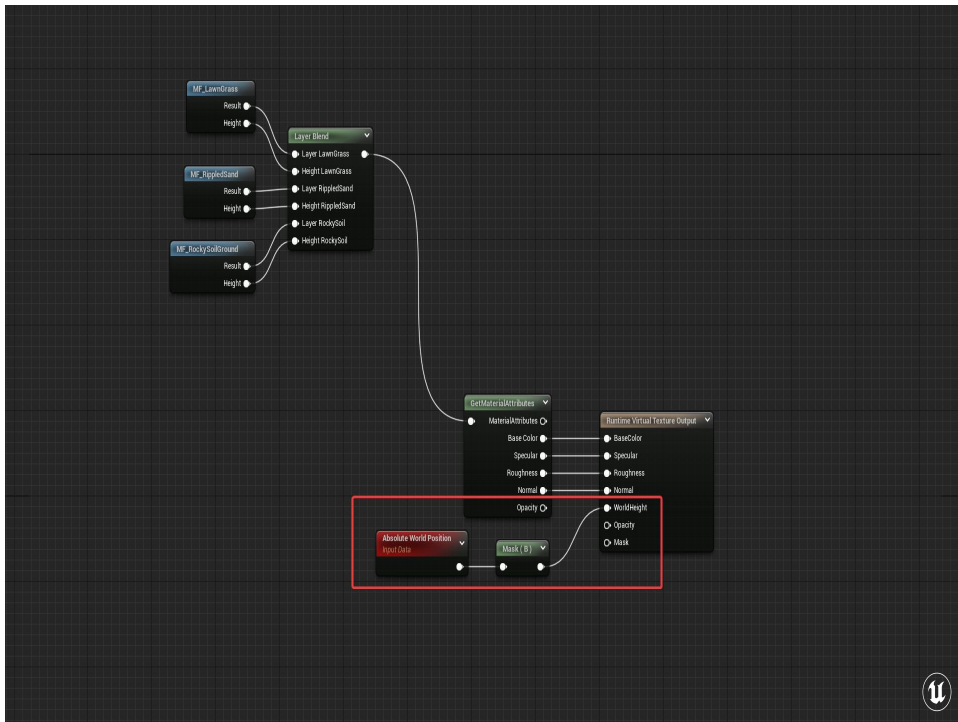 MF_LawnGrass
Result
Height
MF_RippledSand
Result
Height
MF_RockySoilGround
Result
Height
Layer Blend
Layer LawnGrass
Height LawnGrass
Layer RippledSand
Height RippledSand
Layer RockySoil
Height RockySoil
GetMaterialAttributes
MaterialAttributes
Base Color
Specular
Roughness
Normal
Opacity
Runtime Virtual Texture Output
BaseColor
Specular
Roughness
Normal
WorldHeight
Opacity
Mask
Absolute World Position
Input Data
Mask ( B )